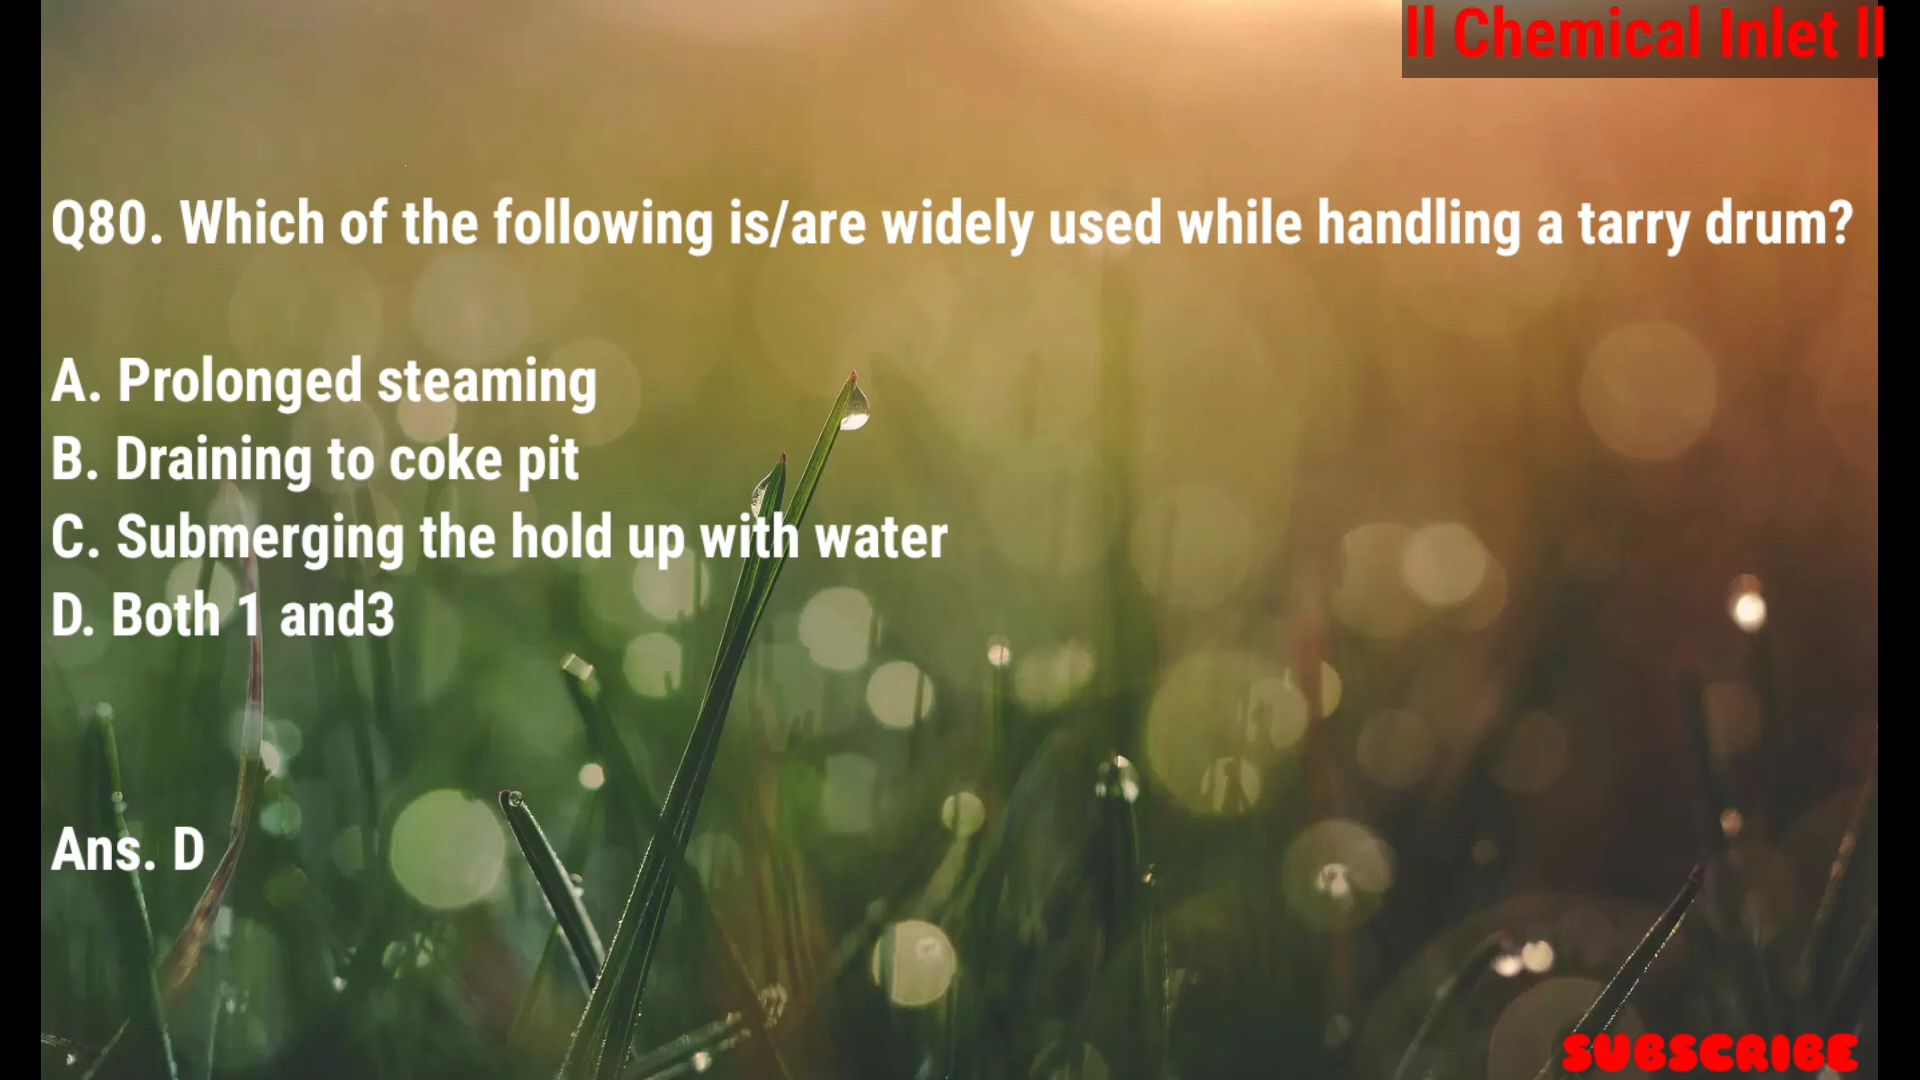 ll Chemical Inlet ll
Q80. Which of the following is/are widely used while handling a tarry drum?
A. Prolonged steaming
B. Draining to coke pit
C. Submerging the hold up with water
D. Both 1 and3
Ans. D
SUBSCRIBE